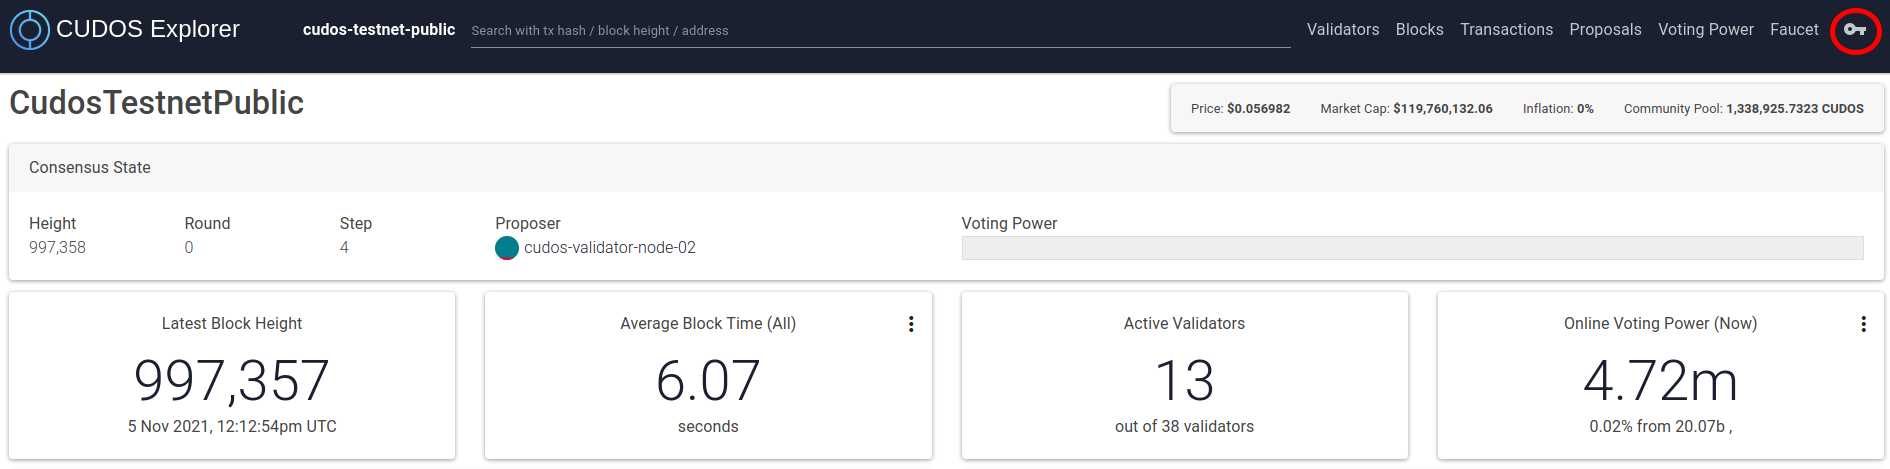 CUDOS Explorer
cudos-testnet-public
Search with tx hash / block height / address
Validators Blocks Transactions Proposals Voting Power Faucet
CudosTestnetPublic
Price: $0.056982 Market Cap: $119,760,132.06 Inflation: 0% Community Pool: 1,338,925.7323 CUDOS
Consensus State
Height Round Step Proposer Voting Power
997,358 0 4 cudos-validator-node-02
Latest Block Height
997,357
5 Nov 2021, 12:12:54pm UTC
Average Block Time (All)
6.07
seconds
Active Validators
13
out of 38 validators
Online Voting Power (Now)
4.72m
0.02% from 20.07b ,